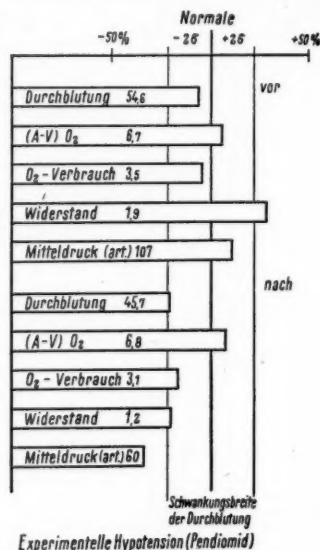 Normale
-50% -2σ +2σ +50%
vor
Durchblutung 54,6
(A-V) O₂ 6,7
O₂-Verbrauch 3,5
Widerstand 1,9
Mitteldruck (art.) 107
nach
Durchblutung 45,7
(A-V) O₂ 6,8
O₂-Verbrauch 3,1
Widerstand 1,2
Mitteldruck (art.) 60
Schwankungsbreite
der Durchblutung
Experimentelle Hypotension (Pendiomid)